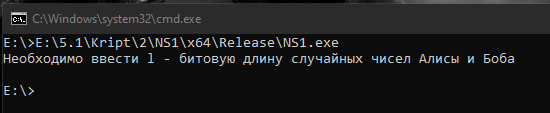 C:\Windows\system32\cmd.exe
E:\>E:\5.1\Kript\2\NS1\x64\Release\NS1.exe
Необходимо ввести l - битовую длину случайных чисел Алисы и Боба
E:\>